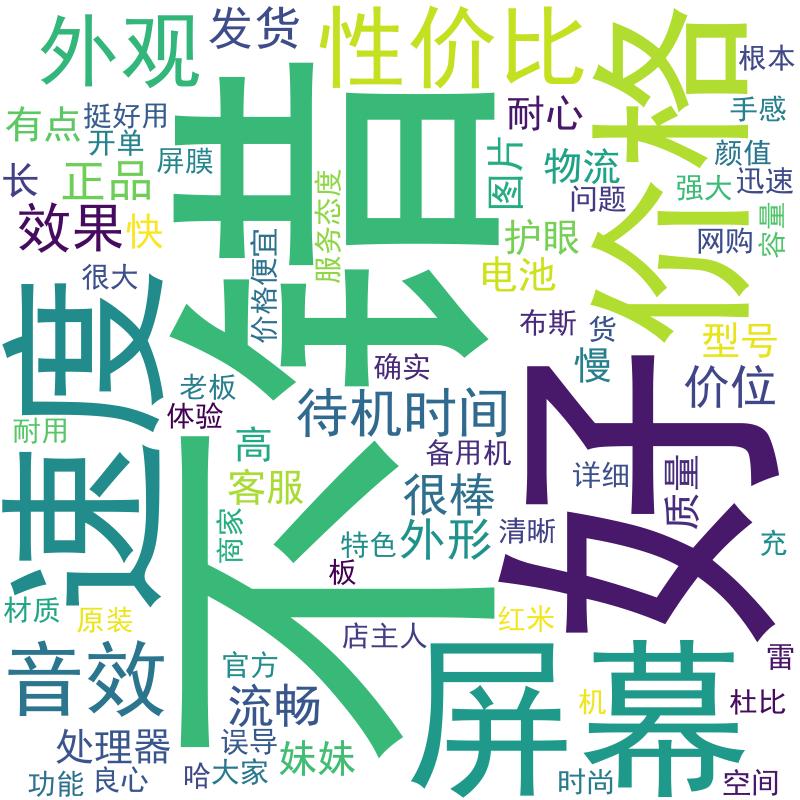 外观
发货
性价比
价格
根本
有点
挺好用
开单
屏膜
耐心
手感
颜值
长
正品
不错
图片
物流
问题
强大
迅速
效果
快
服务态度
价格便宜
护眼
网购
容量
很大
电池
布斯
货
型号
速度
确实
慢
价位
老板
体验
待机时间
好
耐用
高
备用机
客服
很棒
详细
质量
商家
特色
外形
清晰
充
板
材质
原装
店主人
红米
雷
音效
官方
屏幕
流畅
机
杜比
处理器
误导
妹妹
功能
良心
哈
大家
时尚
空间